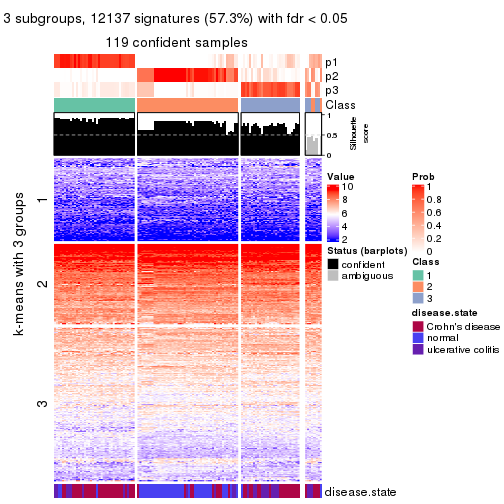 3 subgroups, 12137 signatures (57.3%) with fdr < 0.05
119 confident samples
p1
p2
p3
Class
1
0.5
0
Silhouette
score
k-means with 3 groups
1
2
3
Value
10
8
6
4
2
Prob
1
0.8
0.6
0.4
0.2
0
Status (barplots)
confident
ambiguous
Class
1
2
3
disease.state
Crohn's disease
normal
ulcerative colitis
disease.state